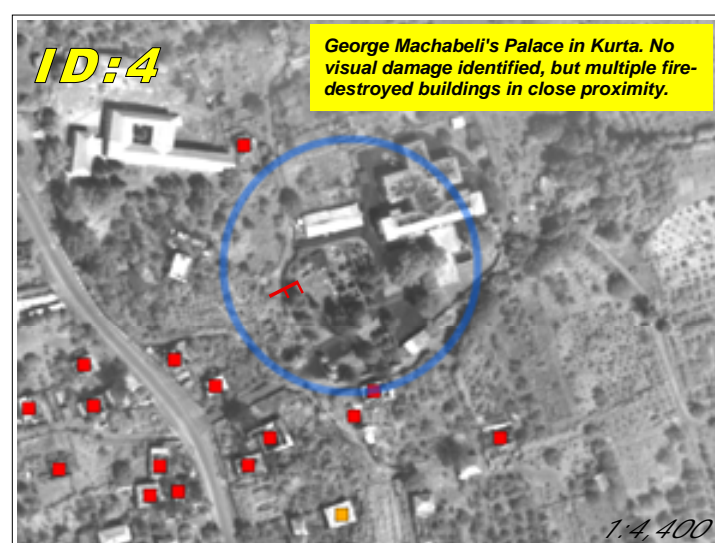 ID:4
George Machabeli's Palace in Kurta. No
visual damage identified, but multiple fire-
destroyed buildings in close proximity.
1:4,400